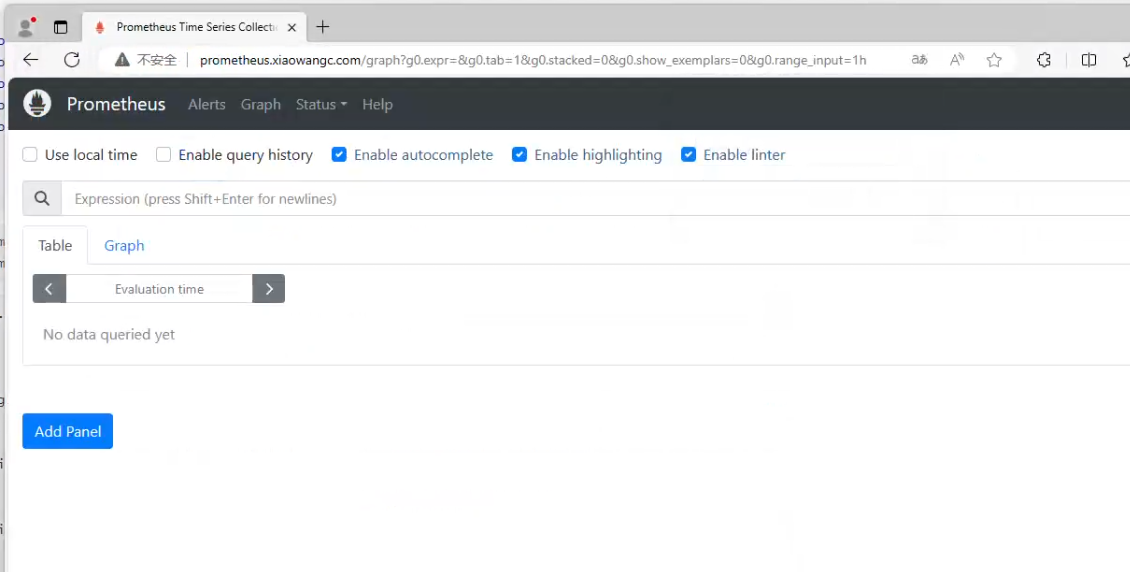 Prometheus Time Series Collecti
不安全 prometheus.xiaowangc.com/graph?g0.expr=&g0.tab=1&g0.stacked=0&g0.show_exemplars=0&g0.range_input=1h
Prometheus Alerts Graph Status Help
Use local time Enable query history Enable autocomplete Enable highlighting Enable linter
Expression (press Shift+Enter for newlines)
Table Graph
Evaluation time
No data queried yet
Add Panel